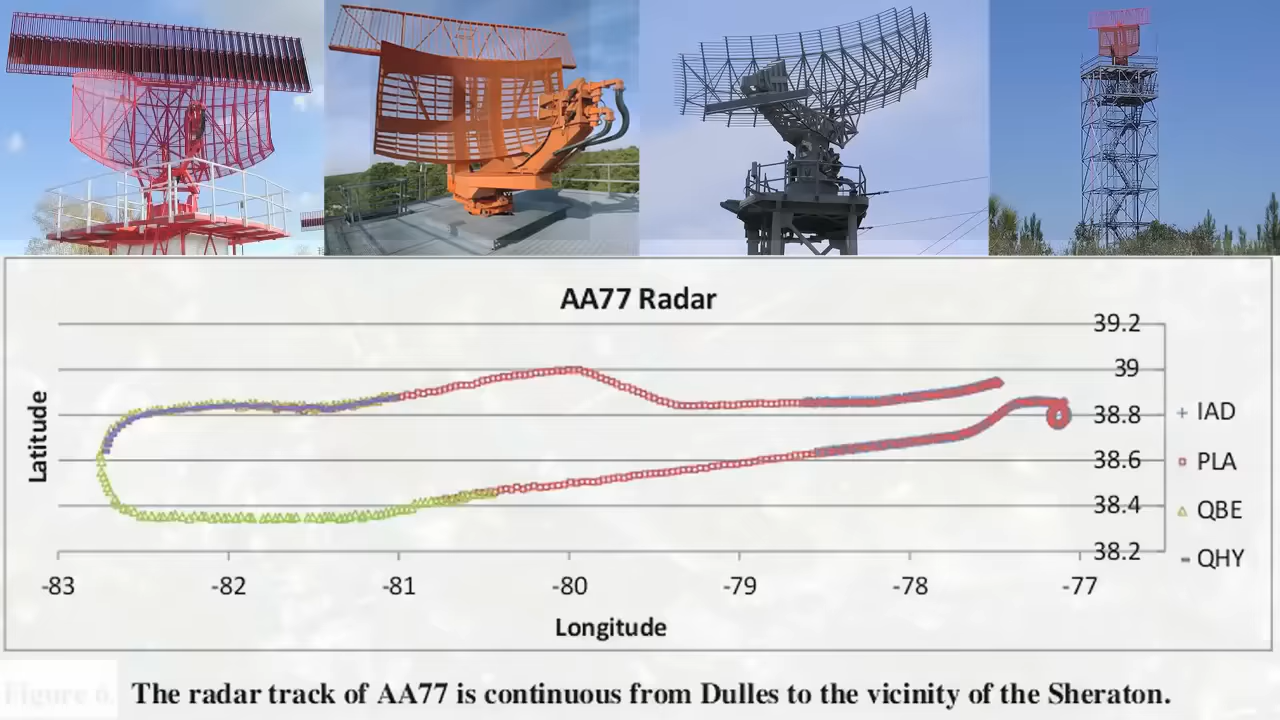 AA77 Radar
39.2
39
38.8
38.6
38.4
38.2
Latitude
-83 -82 -81 -80 -79 -78 -77
Longitude
IAD
PLA
QBE
QHY
Figure 6. The radar track of AA77 is continuous from Dulles to the vicinity of the Sheraton.